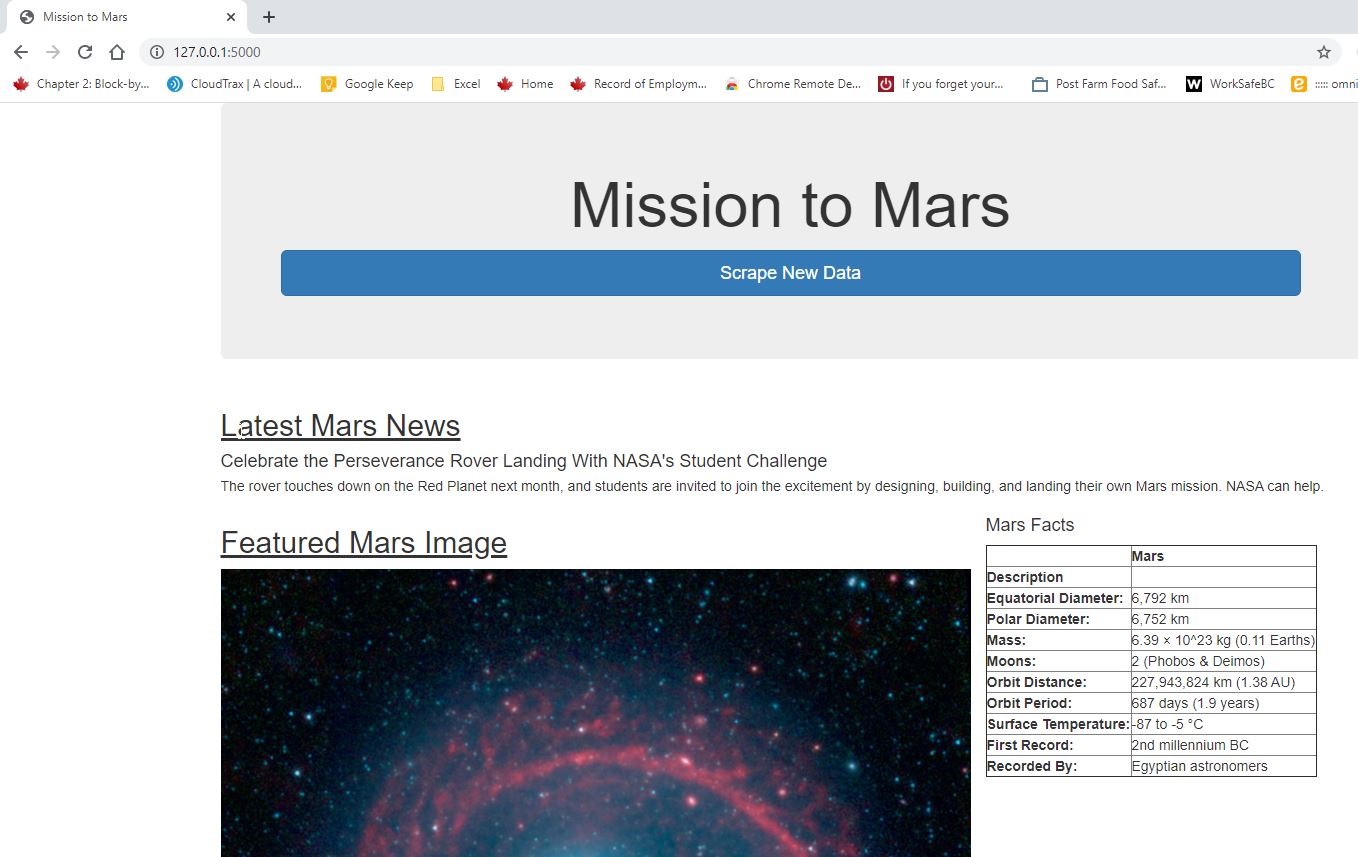 Mission to Mars
127.0.0.1:5000
Chapter 2: Block-by... CloudTrax | A cloud... Google Keep Excel Home Record of Employm... Chrome Remote De... If you forget your... Post Farm Food Saf... WorkSafeBC ::::: omni
Mission to Mars
Scrape New Data
Latest Mars News
Celebrate the Perseverance Rover Landing With NASA's Student Challenge
The rover touches down on the Red Planet next month, and students are invited to join the excitement by designing, building, and landing their own Mars mission. NASA can help.
Featured Mars Image
Mars Facts
Mars
Description
Equatorial Diameter: 6,792 km
Polar Diameter: 6,752 km
Mass: 6.39 × 10^23 kg (0.11 Earths)
Moons: 2 (Phobos & Deimos)
Orbit Distance: 227,943,824 km (1.38 AU)
Orbit Period: 687 days (1.9 years)
Surface Temperature: -87 to -5 °C
First Record: 2nd millennium BC
Recorded By: Egyptian astronomers